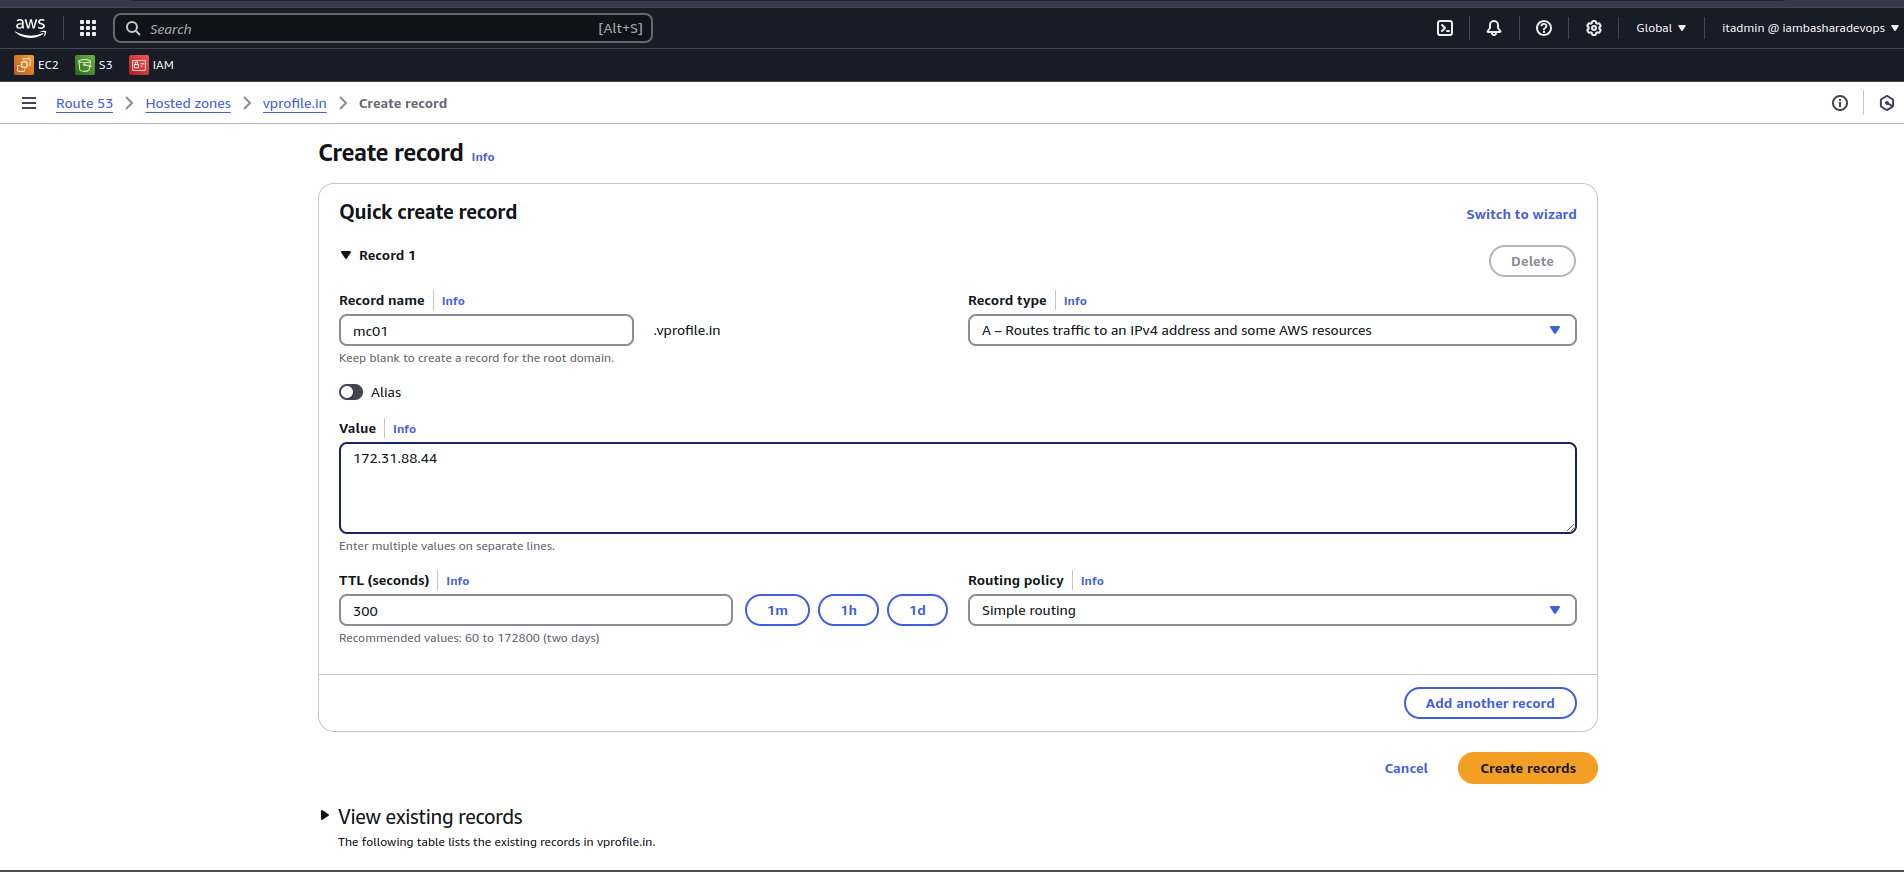 aws Search [Alt+S] Global itadmin @ iambasharadevops
EC2 S3 IAM
Route 53 Hosted zones vprofile.in Create record
Create record Info
Quick create record
Switch to wizard
Record 1
Delete
Record name Info
Record type Info
mc01 .vprofile.in
A – Routes traffic to an IPv4 address and some AWS resources
Keep blank to create a record for the root domain.
Alias
Value Info
172.31.88.44
Enter multiple values on separate lines.
TTL (seconds) Info
Routing policy Info
300 1m 1h 1d
Simple routing
Recommended values: 60 to 172800 (two days)
Add another record
Cancel Create records
View existing records
The following table lists the existing records in vprofile.in.